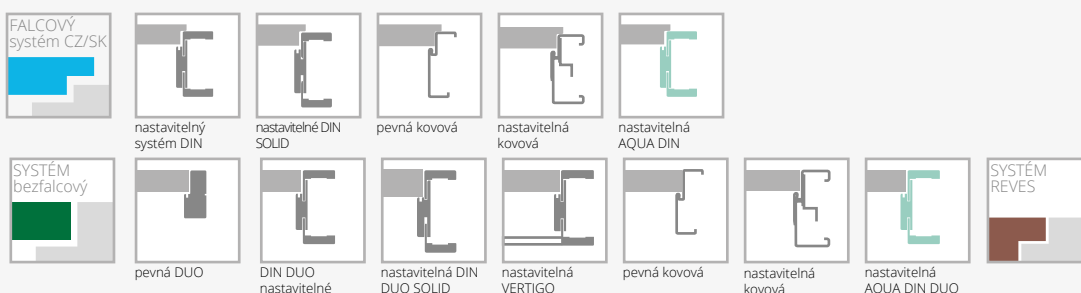 FALCOVÝ
systém CZ/SK
nastavitelný
systém DIN
nastavitelné DIN
SOLID
pevná kovová
nastavitelná
kovová
nastavitelná
AQUA DIN
SYSTÉM
bezfalcový
pevná DUO
DIN DUO
nastavitelné
nastavitelná DIN
DUO SOLID
nastavitelná
VERTIGO
pevná kovová
nastavitelná
kovová
nastavitelná
AQUA DIN DUO
SYSTÉM
REVES